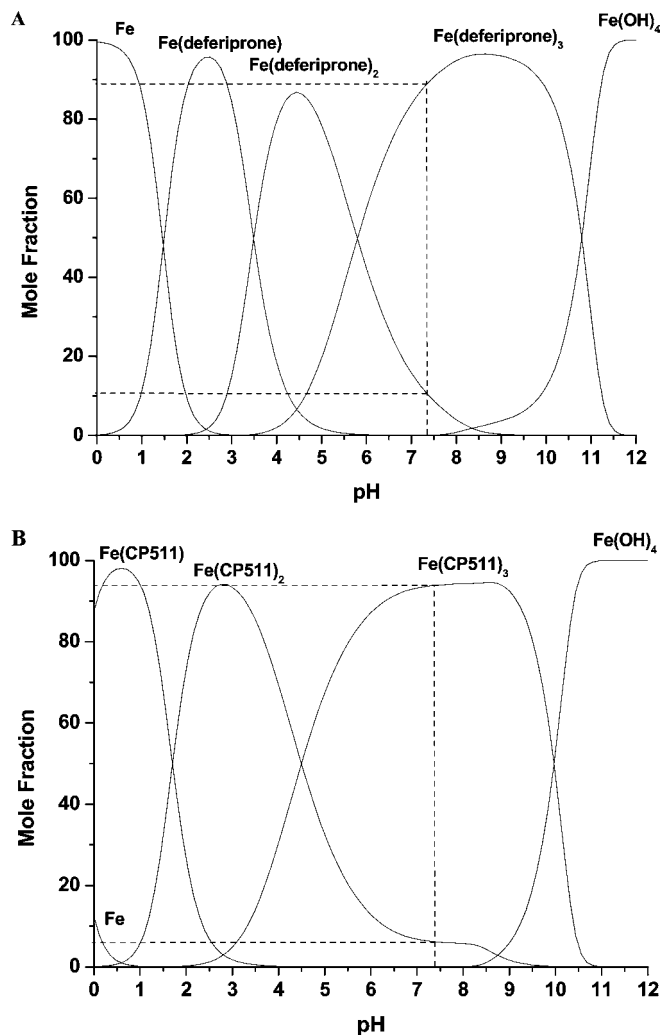 A
Fe
Fe(deferiprone)
Fe(deferiprone)2
Fe(deferiprone)3
Fe(OH)4
100
80
60
40
20
0
Mole Fraction
0 1 2 3 4 5 6 7 8 9 10 11 12
pH
B
Fe(CP511)
Fe(CP511)2
Fe(CP511)3
Fe(OH)4
100
80
60
40
20
0
Mole Fraction
Fe
0 1 2 3 4 5 6 7 8 9 10 11 12
pH